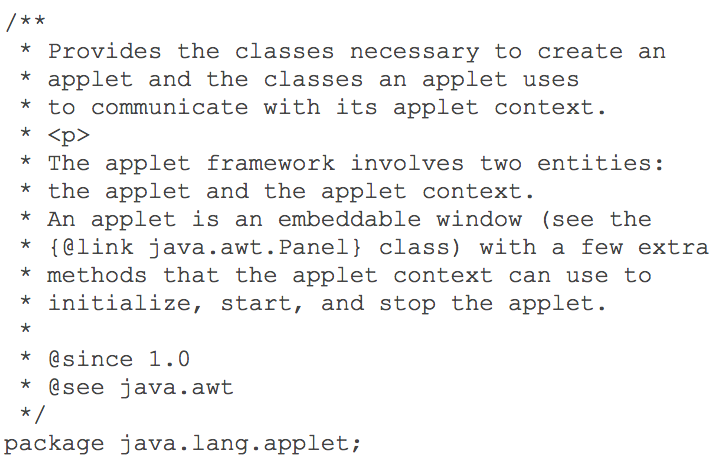 /**
 * Provides the classes necessary to create an
 * applet and the classes an applet uses
 * to communicate with its applet context.
 * <p>
 * The applet framework involves two entities:
 * the applet and the applet context.
 * An applet is an embeddable window (see the
 * {@link java.awt.Panel} class) with a few extra
 * methods that the applet context can use to
 * initialize, start, and stop the applet.
 *
 * @since 1.0
 * @see java.awt
 */
package java.lang.applet;